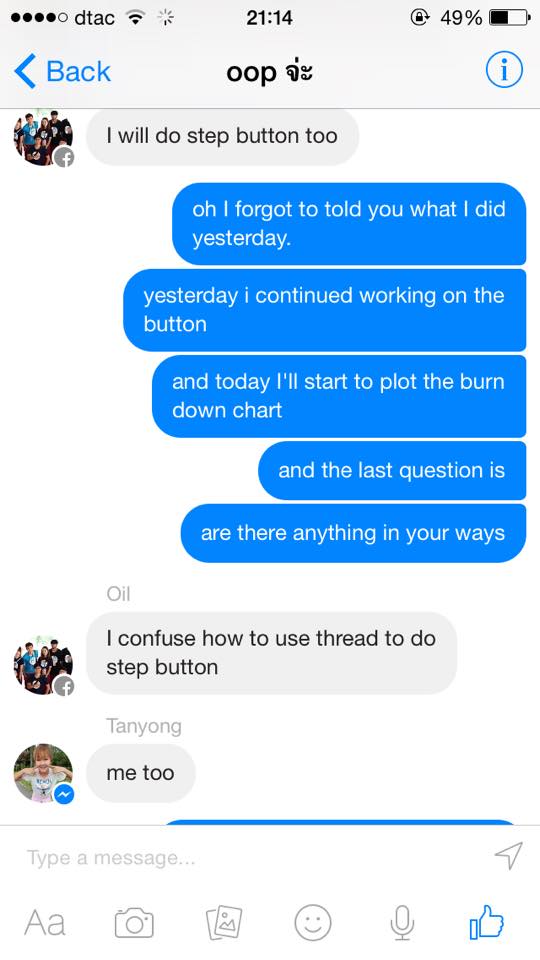 dtac 21:14 49%
Back oop จ่ะ
I will do step button too
oh I forgot to told you what I did
yesterday.
yesterday i continued working on the
button
and today I'll start to plot the burn
down chart
and the last question is
are there anything in your ways
Oil
I confuse how to use thread to do
step button
Tanyong
me too
Type a message...
Aa